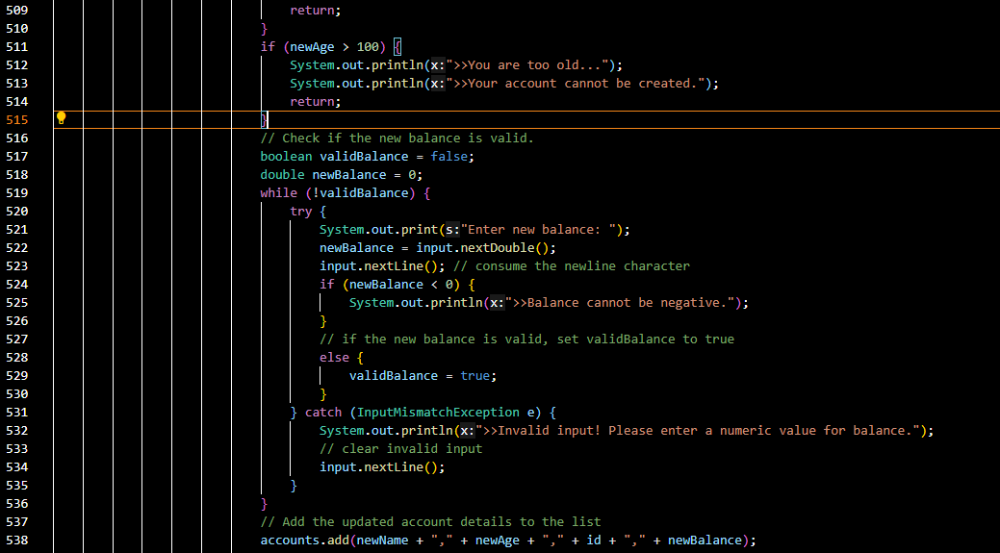 509 return;
510 }
511 if (newAge > 100) {
512 System.out.println(x:">>You are too old...");
513 System.out.println(x:">>Your account cannot be created.");
514 return;
515 }
516 // Check if the new balance is valid.
517 boolean validBalance = false;
518 double newBalance = 0;
519 while (!validBalance) {
520 try {
521 System.out.print(s:"Enter new balance: ");
522 newBalance = input.nextDouble();
523 input.nextLine(); // consume the newline character
524 if (newBalance < 0) {
525 System.out.println(x:">>Balance cannot be negative.");
526 }
527 // if the new balance is valid, set validBalance to true
528 else {
529 validBalance = true;
530 }
531 } catch (InputMismatchException e) {
532 System.out.println(x:">>Invalid input! Please enter a numeric value for balance.");
533 // clear invalid input
534 input.nextLine();
535 }
536 }
537 // Add the updated account details to the list
538 accounts.add(newName + "," + newAge + "," + id + "," + newBalance);